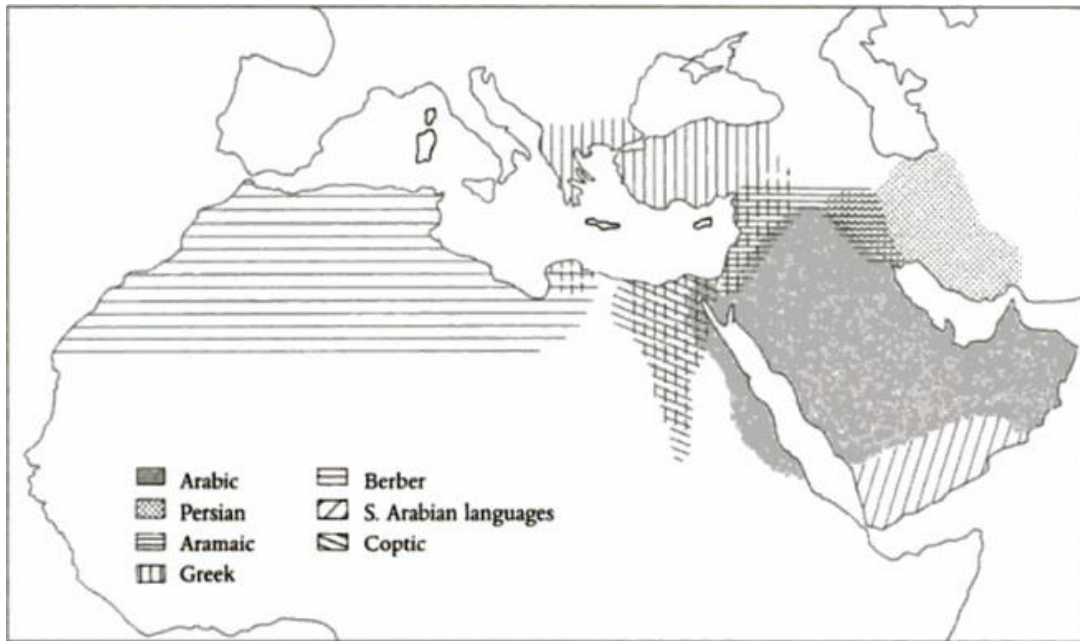 Arabic
Persian
Aramaic
Greek
Berber
S. Arabian languages
Coptic